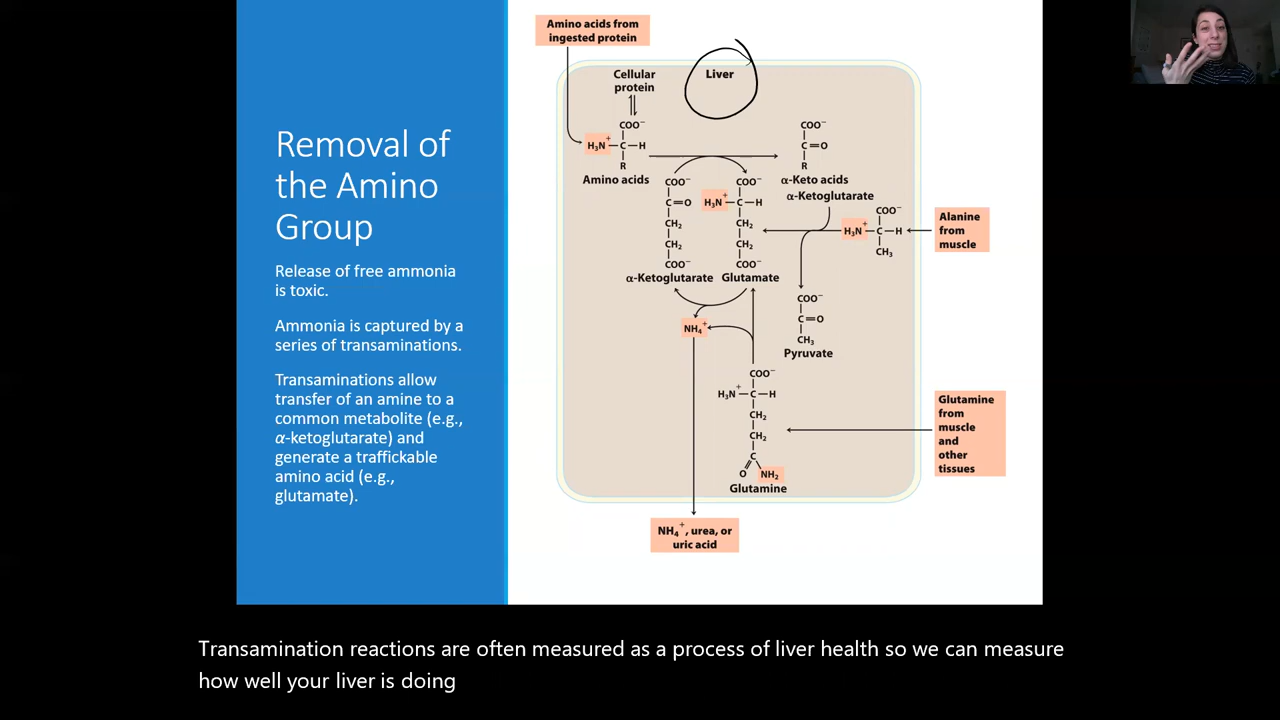 Removal of
the Amino
Group
Release of free ammonia
is toxic.
Ammonia is captured by a
series of transaminations.
Transaminations allow
transfer of an amine to a
common metabolite (e.g.,
α-ketoglutarate) and
generate a traffickable
amino acid (e.g.,
glutamate).
Amino acids from
ingested protein
Cellular
protein
Liver
COO⁻
H₃N⁺—C—H
R
Amino acids
COO⁻
C=O
R
α-Keto acids
COO⁻
C=O
CH₂
CH₂
COO⁻
α-Ketoglutarate
COO⁻
H₃N⁺—C—H
CH₂
CH₂
COO⁻
Glutamate
α-Ketoglutarate
COO⁻
H₃N⁺—C—H
CH₃
Alanine
from
muscle
NH₄⁺
COO⁻
C=O
CH₃
Pyruvate
COO⁻
H₃N⁺—C—H
CH₂
CH₂
C
O NH₂
Glutamine
Glutamine
from
muscle
and
other
tissues
NH₄⁺, urea, or
uric acid
Transamination reactions are often measured as a process of liver health so we can measure
how well your liver is doing